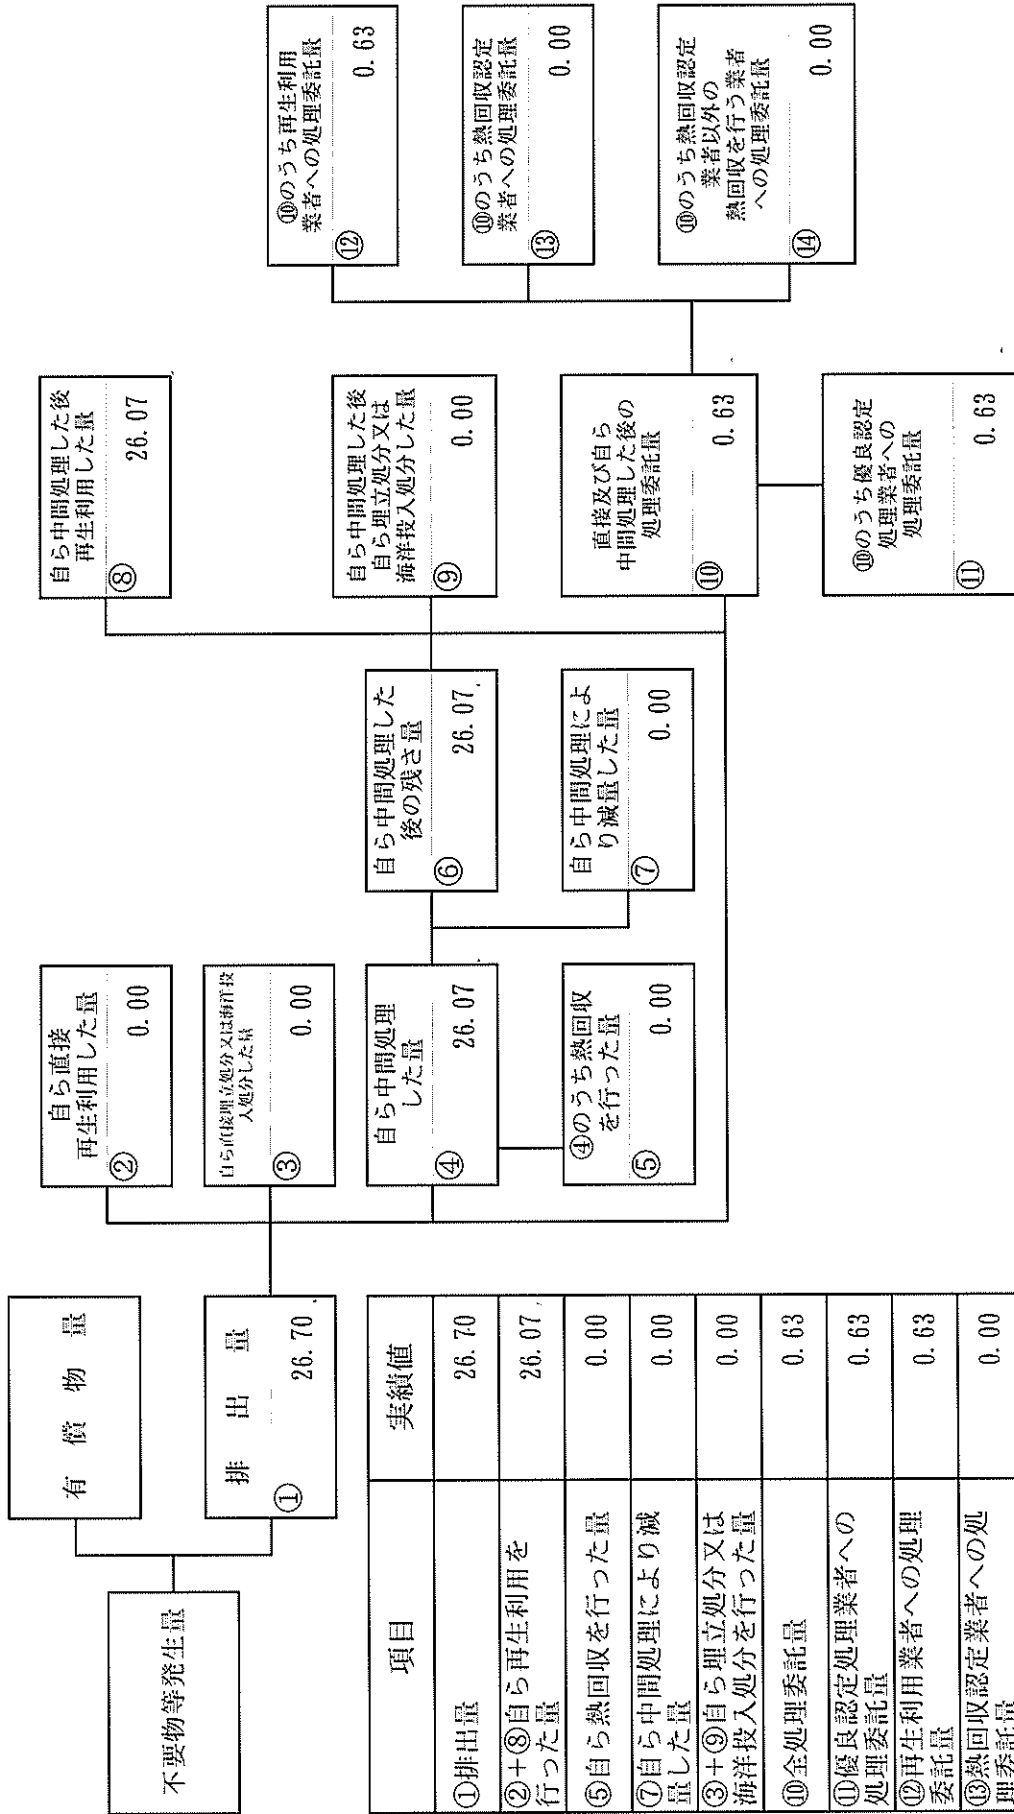 不要物等発生量
有償物量
排出量
① 26.70
自ら直接
再生利用した量
② 0.00
自ら直接埋立処分又は海洋投
入処分した量
③ 0.00
自ら中間処理
した量
④ 26.07
④のうち熱回収
を行った量
⑤ 0.00
自ら中間処理した
後の残さ量
⑥ 26.07
自ら中間処理によ
り減量した量
⑦ 0.00
自ら中間処理した後
再生利用した量
⑧ 26.07
自ら中間処理した後
自ら埋立処分又は
海洋投入処分した量
⑨ 0.00
直接及び自ら
中間処理した後の
処理委託量
⑩ 0.63
⑩のうち優良認定
処理業者への
処理委託量
⑪ 0.63
⑩のうち再生利用
業者への処理委託量
⑫ 0.63
⑩のうち熱回収認定
業者への処理委託量
⑬ 0.00
⑩のうち熱回収認定
業者以外の
熱回収を行う業者
への処理委託量
⑭ 0.00
項目 実績値
①排出量 26.70
②+⑧自ら再生利用を
行った量 26.07
⑤自ら熱回収を行った量 0.00
⑦自ら中間処理により減
量した量 0.00
③+⑨自ら埋立処分又は
海洋投入処分を行った量 0.00
⑩全処理委託量 0.63
⑪優良認定処理業者への
処理委託量 0.63
⑫再生利用業者への処理
委託量 0.63
⑬熱回収認定業者への処
理委託量 0.00